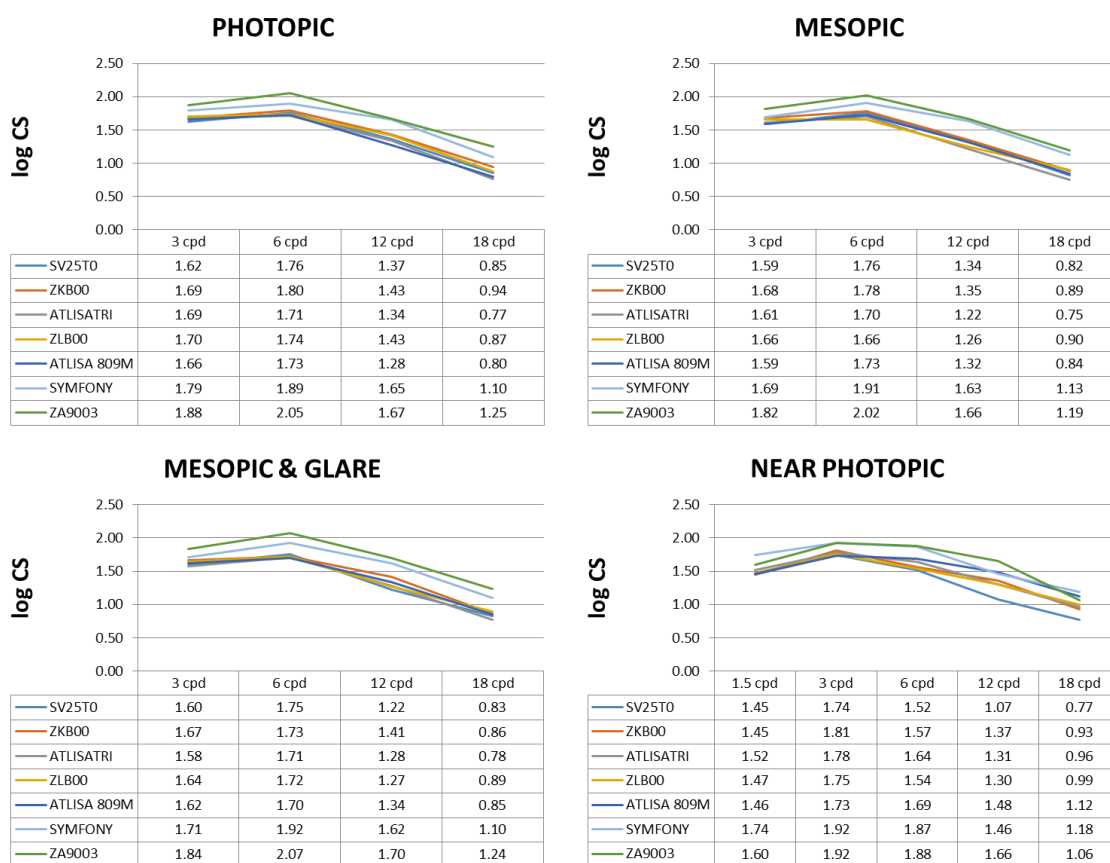 PHOTOPIC
log CS
2.50
2.00
1.50
1.00
0.50
0.00
3 cpd 6 cpd 12 cpd 18 cpd
SV25T0 1.62 1.76 1.37 0.85
ZKB00 1.69 1.80 1.43 0.94
ATLISATRI 1.69 1.71 1.34 0.77
ZLB00 1.70 1.74 1.43 0.87
ATLISA 809M 1.66 1.73 1.28 0.80
SYMFONY 1.79 1.89 1.65 1.10
ZA9003 1.88 2.05 1.67 1.25
MESOPIC
log CS
2.50
2.00
1.50
1.00
0.50
0.00
3 cpd 6 cpd 12 cpd 18 cpd
SV25T0 1.59 1.76 1.34 0.82
ZKB00 1.68 1.78 1.35 0.89
ATLISATRI 1.61 1.70 1.22 0.75
ZLB00 1.66 1.66 1.26 0.90
ATLISA 809M 1.59 1.73 1.32 0.84
SYMFONY 1.69 1.91 1.63 1.13
ZA9003 1.82 2.02 1.66 1.19
MESOPIC & GLARE
log CS
2.50
2.00
1.50
1.00
0.50
0.00
3 cpd 6 cpd 12 cpd 18 cpd
SV25T0 1.60 1.75 1.22 0.83
ZKB00 1.67 1.73 1.41 0.86
ATLISATRI 1.58 1.71 1.28 0.78
ZLB00 1.64 1.72 1.27 0.89
ATLISA 809M 1.62 1.70 1.34 0.85
SYMFONY 1.71 1.92 1.62 1.10
ZA9003 1.84 2.07 1.70 1.24
NEAR PHOTOPIC
log CS
2.50
2.00
1.50
1.00
0.50
0.00
1.5 cpd 3 cpd 6 cpd 12 cpd 18 cpd
SV25T0 1.45 1.74 1.52 1.07 0.77
ZKB00 1.45 1.81 1.57 1.37 0.93
ATLISATRI 1.52 1.78 1.64 1.31 0.96
ZLB00 1.47 1.75 1.54 1.30 0.99
ATLISA 809M 1.46 1.73 1.69 1.48 1.12
SYMFONY 1.74 1.92 1.87 1.46 1.18
ZA9003 1.60 1.92 1.88 1.66 1.06